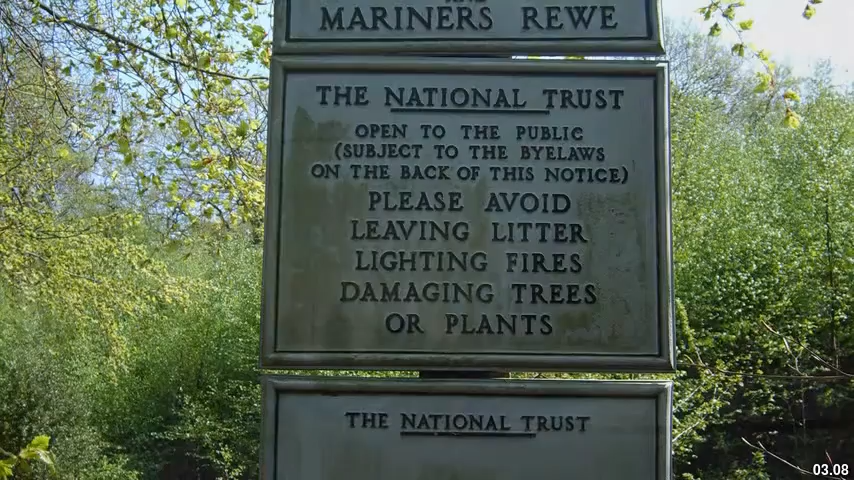 AND
MARINERS REWE
THE NATIONAL TRUST
OPEN TO THE PUBLIC
(SUBJECT TO THE BYELAWS
ON THE BACK OF THIS NOTICE)
PLEASE AVOID
LEAVING LITTER
LIGHTING FIRES
DAMAGING TREES
OR PLANTS
THE NATIONAL TRUST
03.08